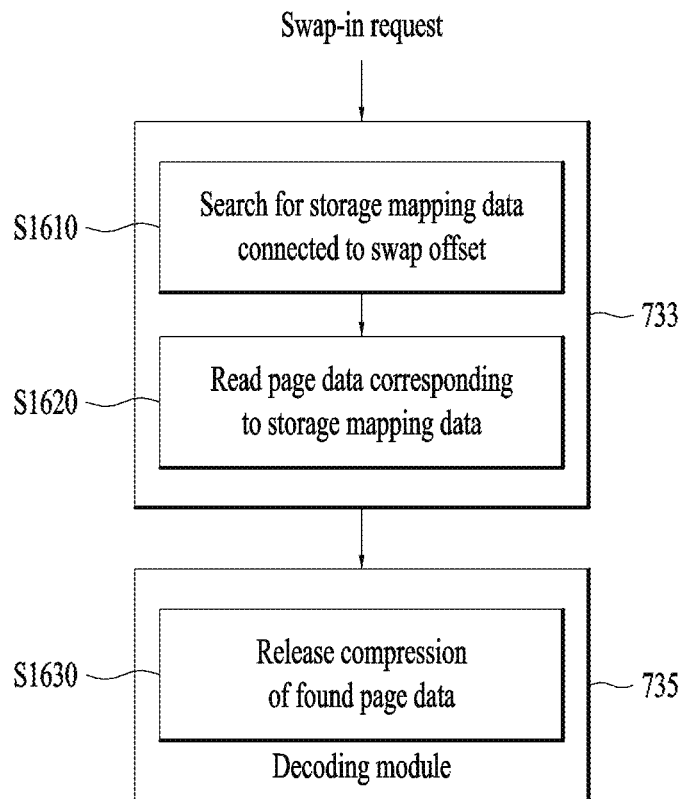 Swap-in request
S1610
Search for storage mapping data
connected to swap offset
733
S1620
Read page data corresponding
to storage mapping data
S1630
Release compression
of found page data
735
Decoding module